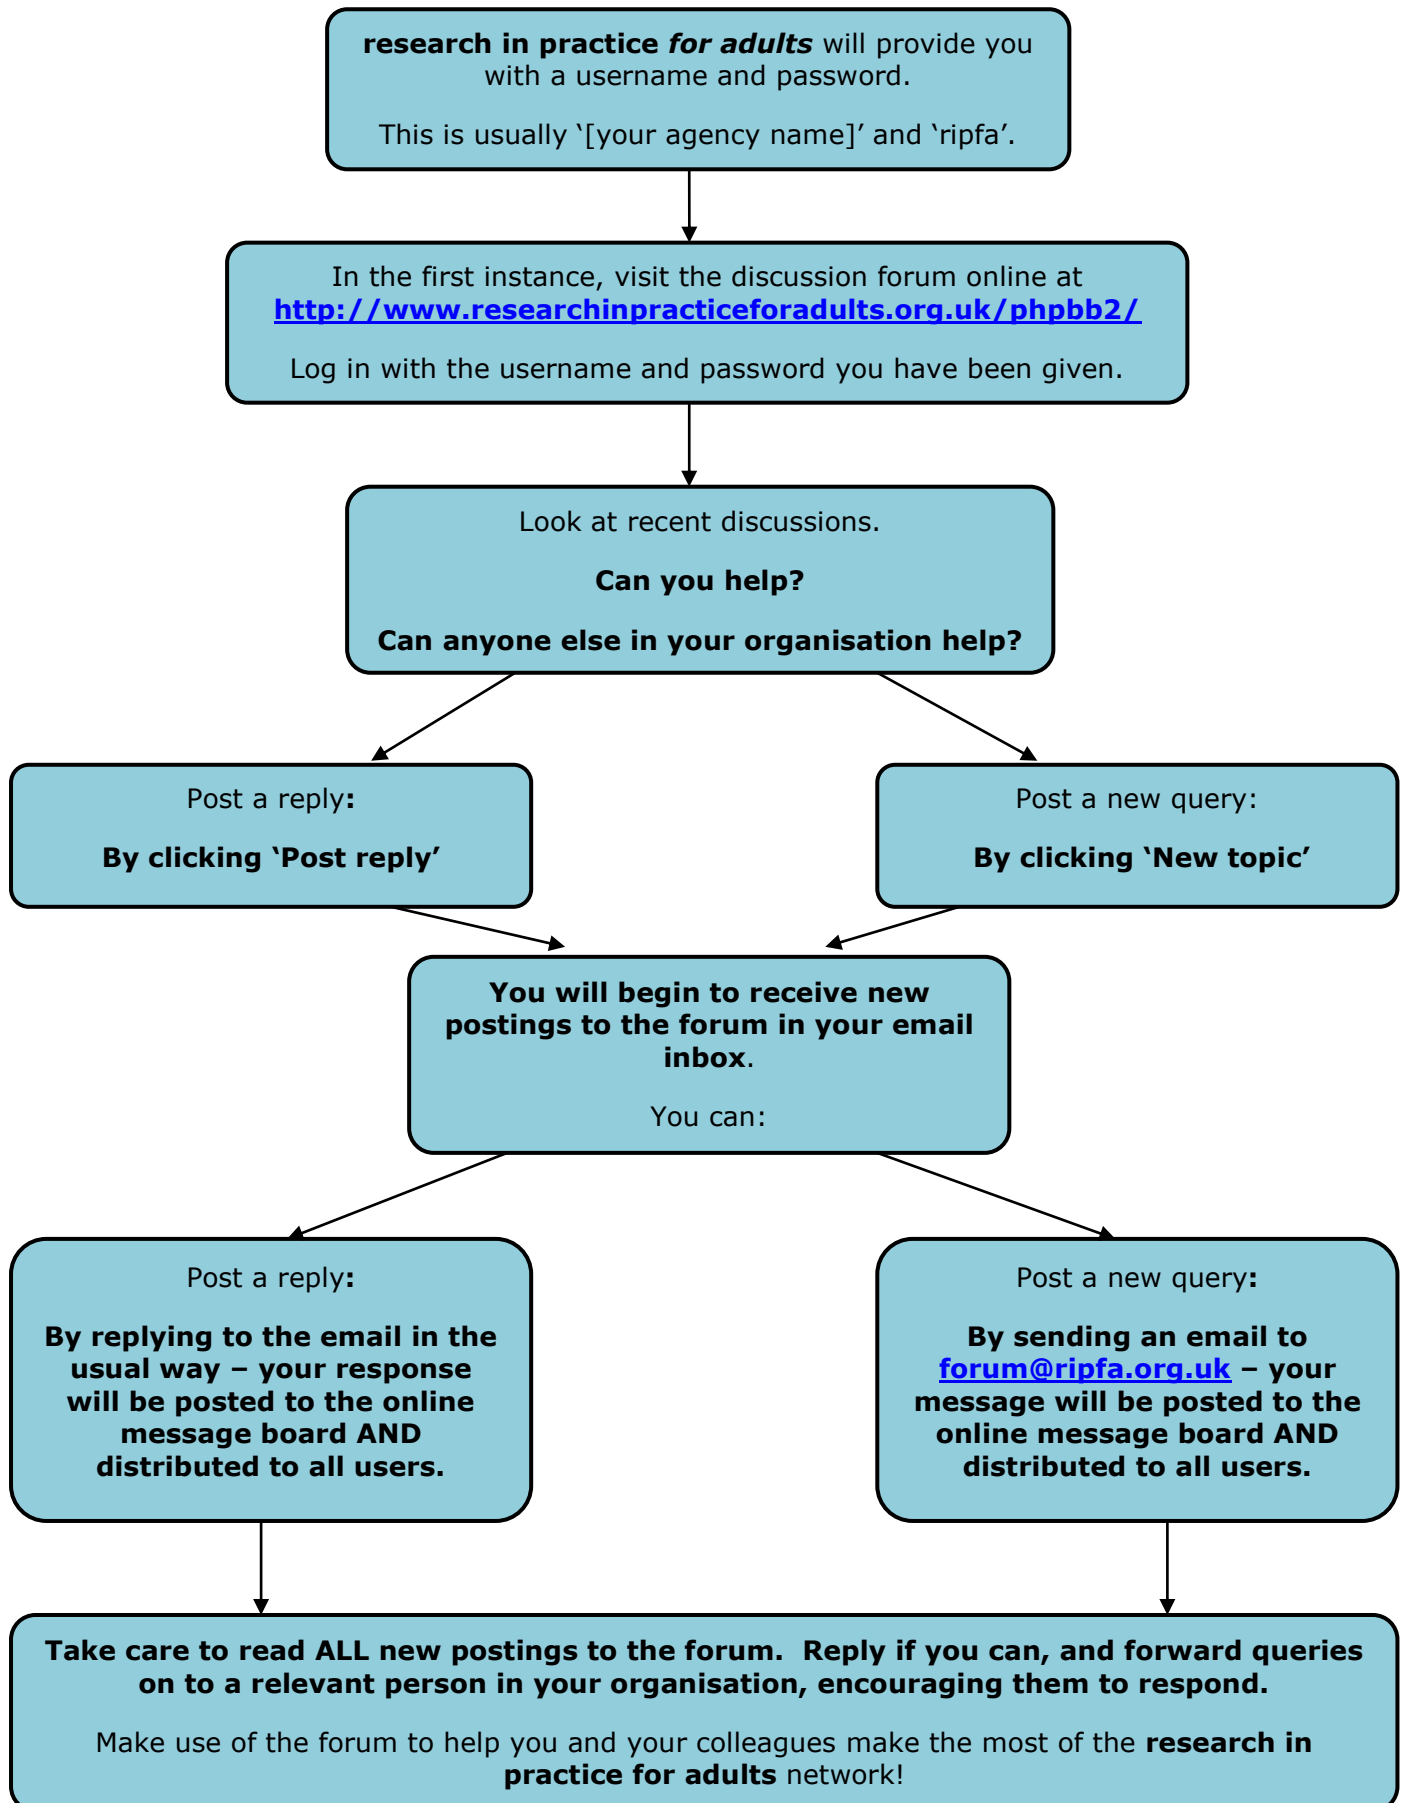 research in practice for adults will provide you
with a username and password.
This is usually ‘[your agency name]’ and ‘ripfa’.
In the first instance, visit the discussion forum online at
http://www.researchinpracticeforadults.org.uk/phpbb2/
Log in with the username and password you have been given.
Look at recent discussions.
Can you help?
Can anyone else in your organisation help?
Post a reply:
By clicking ‘Post reply’
Post a new query:
By clicking ‘New topic’
You will begin to receive new
postings to the forum in your email
inbox.
You can:
Post a reply:
By replying to the email in the
usual way – your response
will be posted to the online
message board AND
distributed to all users.
Post a new query:
By sending an email to
forum@ripfa.org.uk – your
message will be posted to the
online message board AND
distributed to all users.
Take care to read ALL new postings to the forum.  Reply if you can, and forward queries
on to a relevant person in your organisation, encouraging them to respond.
Make use of the forum to help you and your colleagues make the most of the research in
practice for adults network!